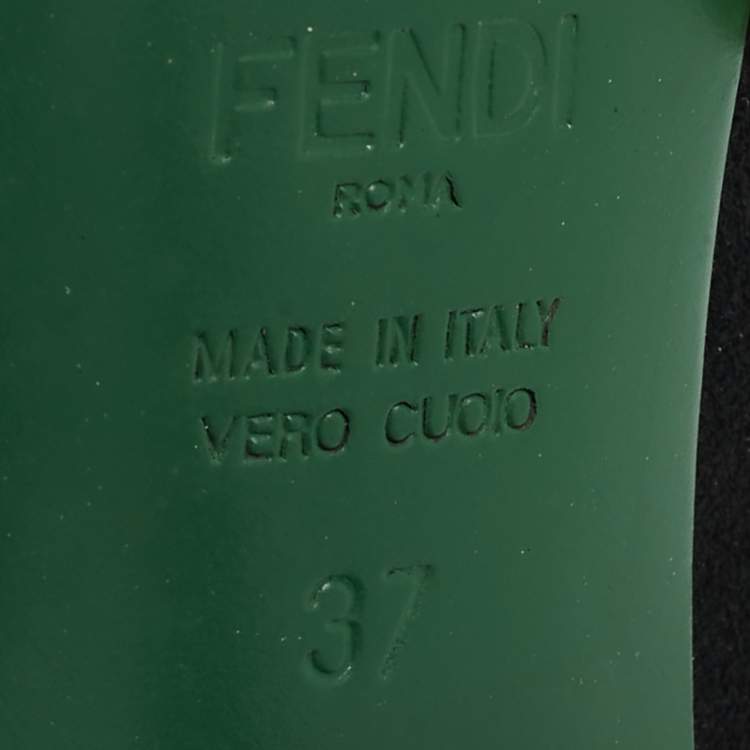 FENDI
ROMA
MADE IN ITALY
VERO CUOIO
37